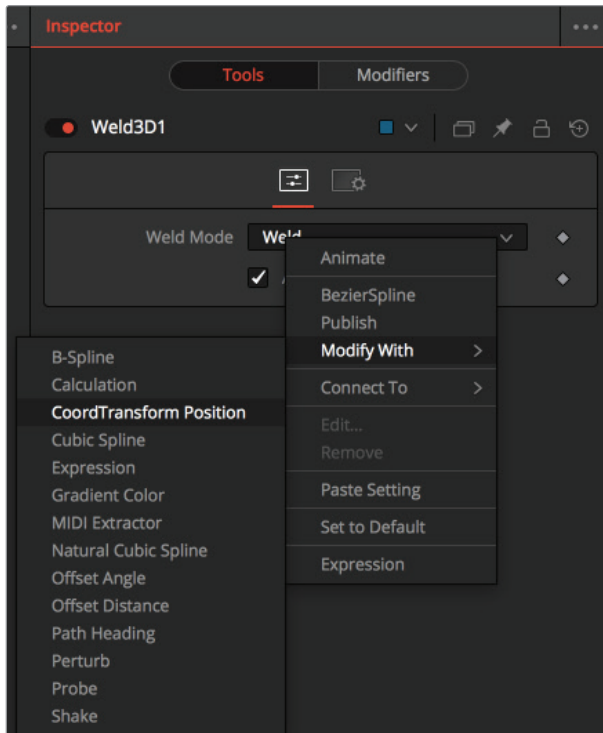 Inspector
Tools
Modifiers
Weld3D1
Weld Mode
Weld
Animate
BezierSpline
Publish
Modify With
Connect To
Edit...
Remove
Paste Setting
Set to Default
Expression
B-Spline
Calculation
CoordTransform Position
Cubic Spline
Expression
Gradient Color
MIDI Extractor
Natural Cubic Spline
Offset Angle
Offset Distance
Path Heading
Perturb
Probe
Shake